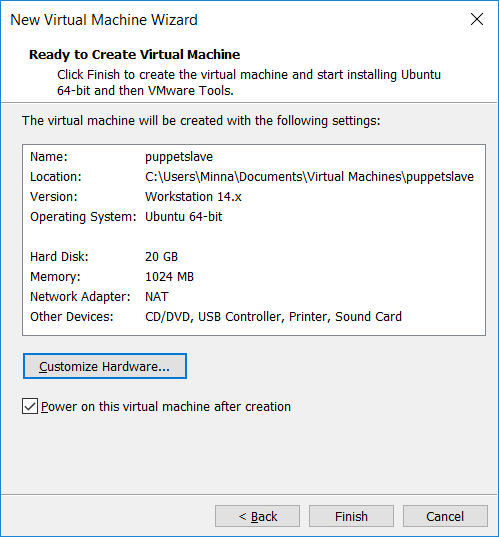 New Virtual Machine Wizard
Ready to Create Virtual Machine
Click Finish to create the virtual machine and start installing Ubuntu
64-bit and then VMware Tools.
The virtual machine will be created with the following settings:
Name: puppetslave
Location: C:\Users\Minna\Documents\Virtual Machines\puppetslave
Version: Workstation 14.x
Operating System: Ubuntu 64-bit
Hard Disk: 20 GB
Memory: 1024 MB
Network Adapter: NAT
Other Devices: CD/DVD, USB Controller, Printer, Sound Card
Customize Hardware...
Power on this virtual machine after creation
< Back Finish Cancel